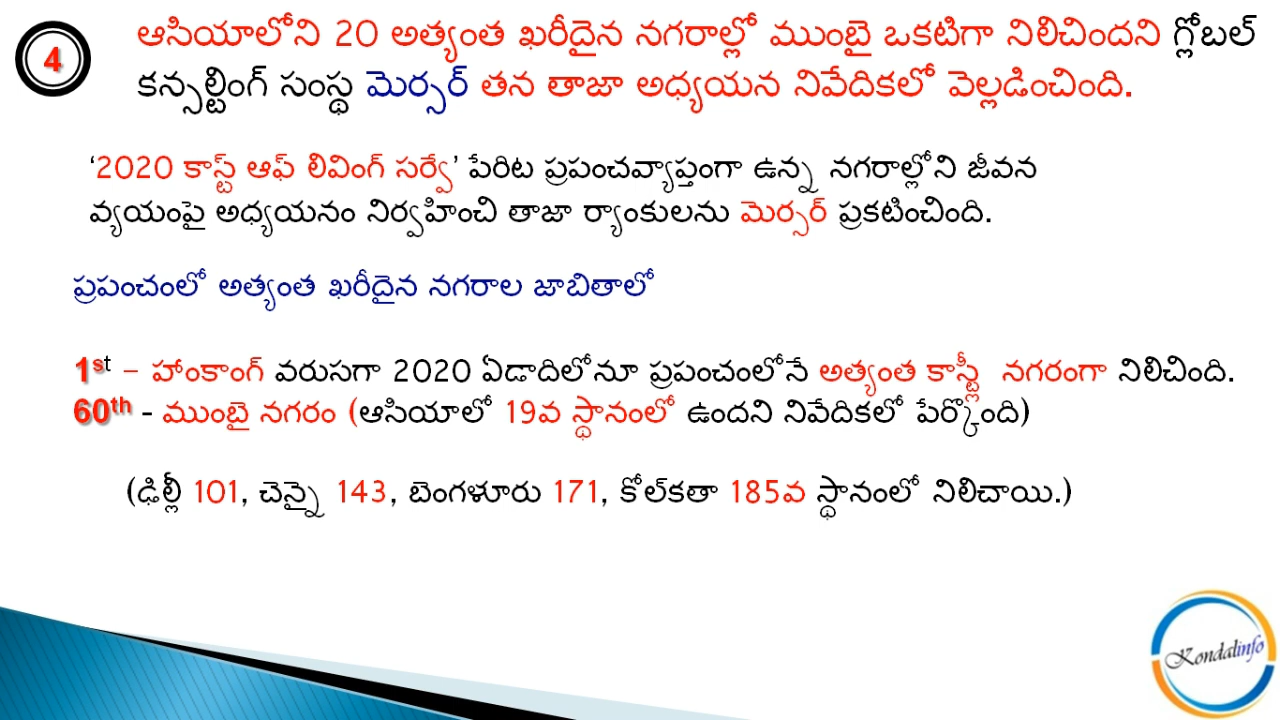 4
ఆసియాలోని 20 అత్యంత ఖరీదైన నగరాల్లో ముంబై ఒకటిగా నిలిచిందని గ్లోబల్
కన్సల్టింగ్ సంస్థ మెర్సర్ తన తాజా అధ్యయన నివేదికలో వెల్లడించింది.
‘2020 కాస్ట్ ఆఫ్ లివింగ్ సర్వే’ పేరిట ప్రపంచవ్యాప్తంగా ఉన్న నగరాల్లోని జీవన
వ్యయంపై అధ్యయనం నిర్వహించి తాజా ర్యాంకులను మెర్సర్ ప్రకటించింది.
ప్రపంచంలో అత్యంత ఖరీదైన నగరాల జాబితాలో
1st – హాంకాంగ్ వరుసగా 2020 ఏడాదిలోనూ ప్రపంచంలోనే అత్యంత కాస్ట్లీ నగరంగా నిలిచింది.
60th - ముంబై నగరం (ఆసియాలో 19వ స్థానంలో ఉందని నివేదికలో పేర్కొంది)
(ఢిల్లీ 101, చెన్నై 143, బెంగళూరు 171, కోల్‌కతా 185వ స్థానంలో నిలిచాయి.)
Kondalinfo